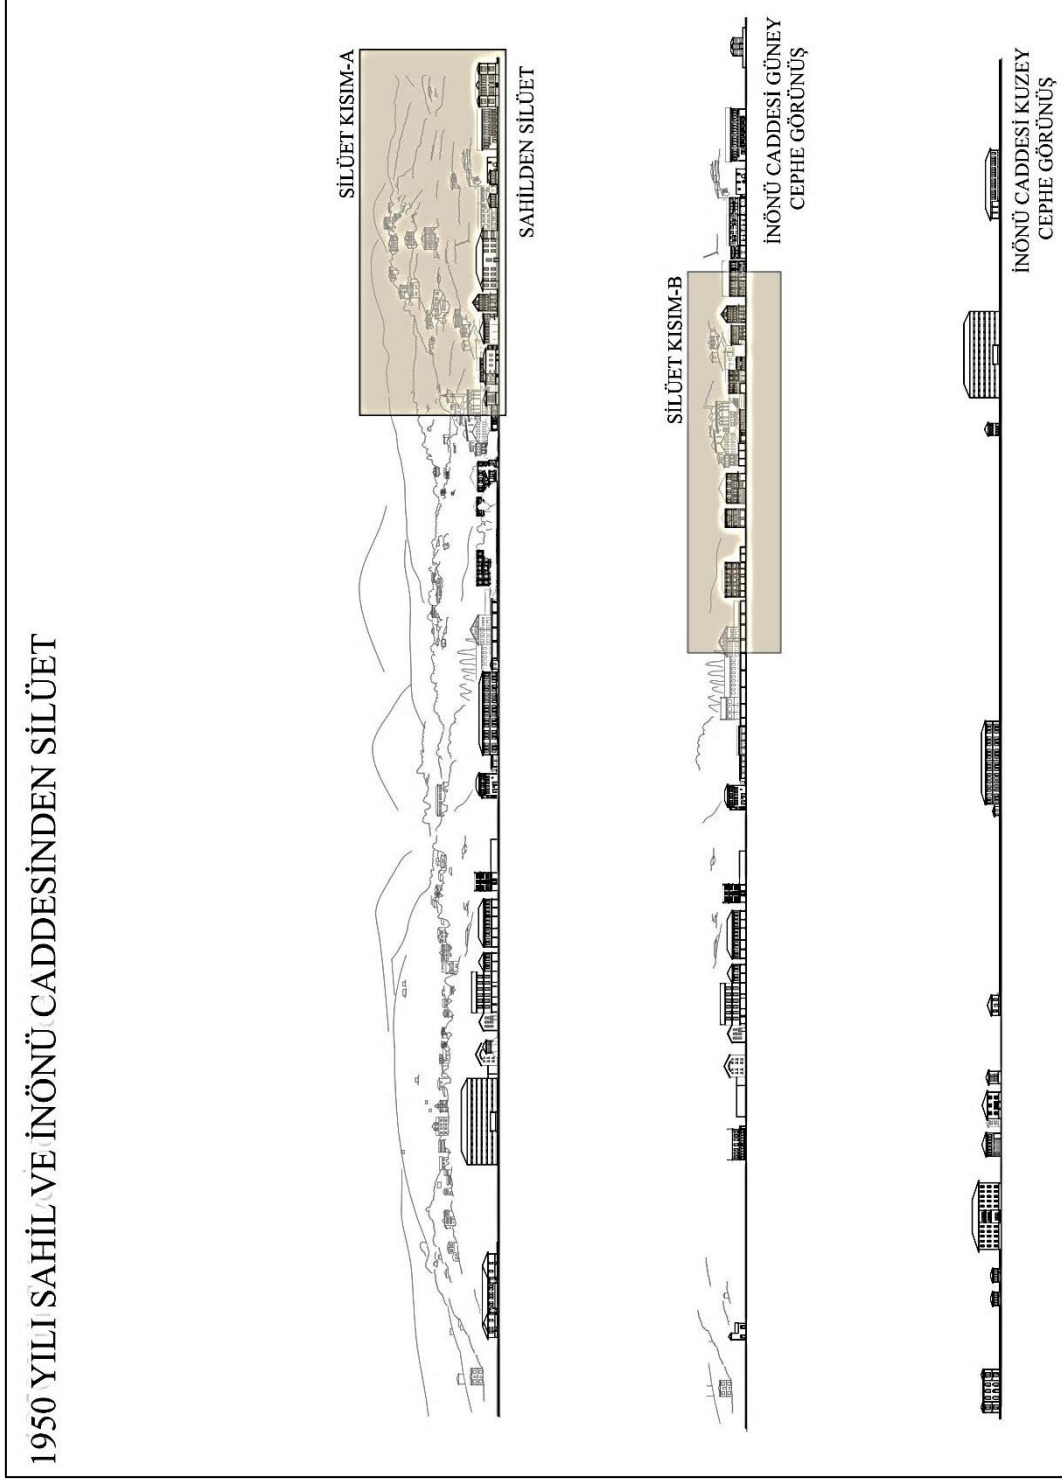 1950 YILI SAHİL VE İNÖNÜ CADDESİNDEN SİLÜET
SİLÜET KISIM-A
SAHİLDEN SİLÜET
SİLÜET KISIM-B
İNÖNÜ CADDESİ GÜNEY
CEPHE GÖRÜNÜŞ
İNÖNÜ CADDESİ KUZEY
CEPHE GÖRÜNÜŞ